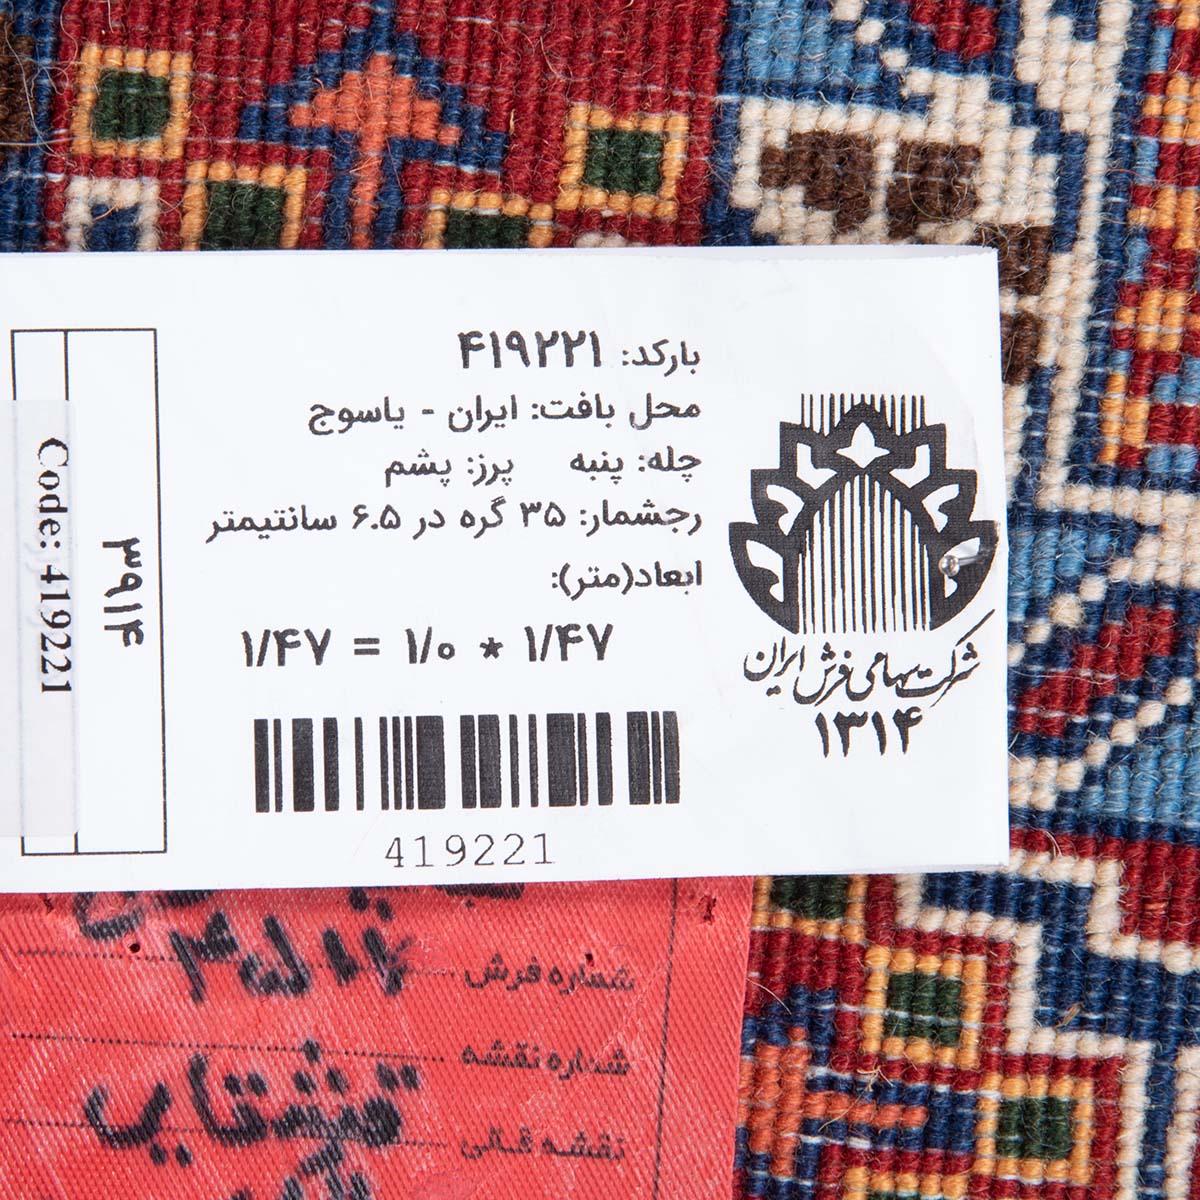 بارکد: ۴۱۹۲۲۱
محل بافت: ایران - یاسوج
چله: پنبه پرز: پشم
رجشمار: ۳۵ گره در ۶.۵ سانتیمتر
ابعاد(متر):
۱/۴۷ * ۱/۰ = ۱/۴۷
419221
شرکت سهامی فرش ایران
۱۳۱۴
۳۹۱۴
Code: 419221
شماره فرش
شماره نقشه
نقشه قالی